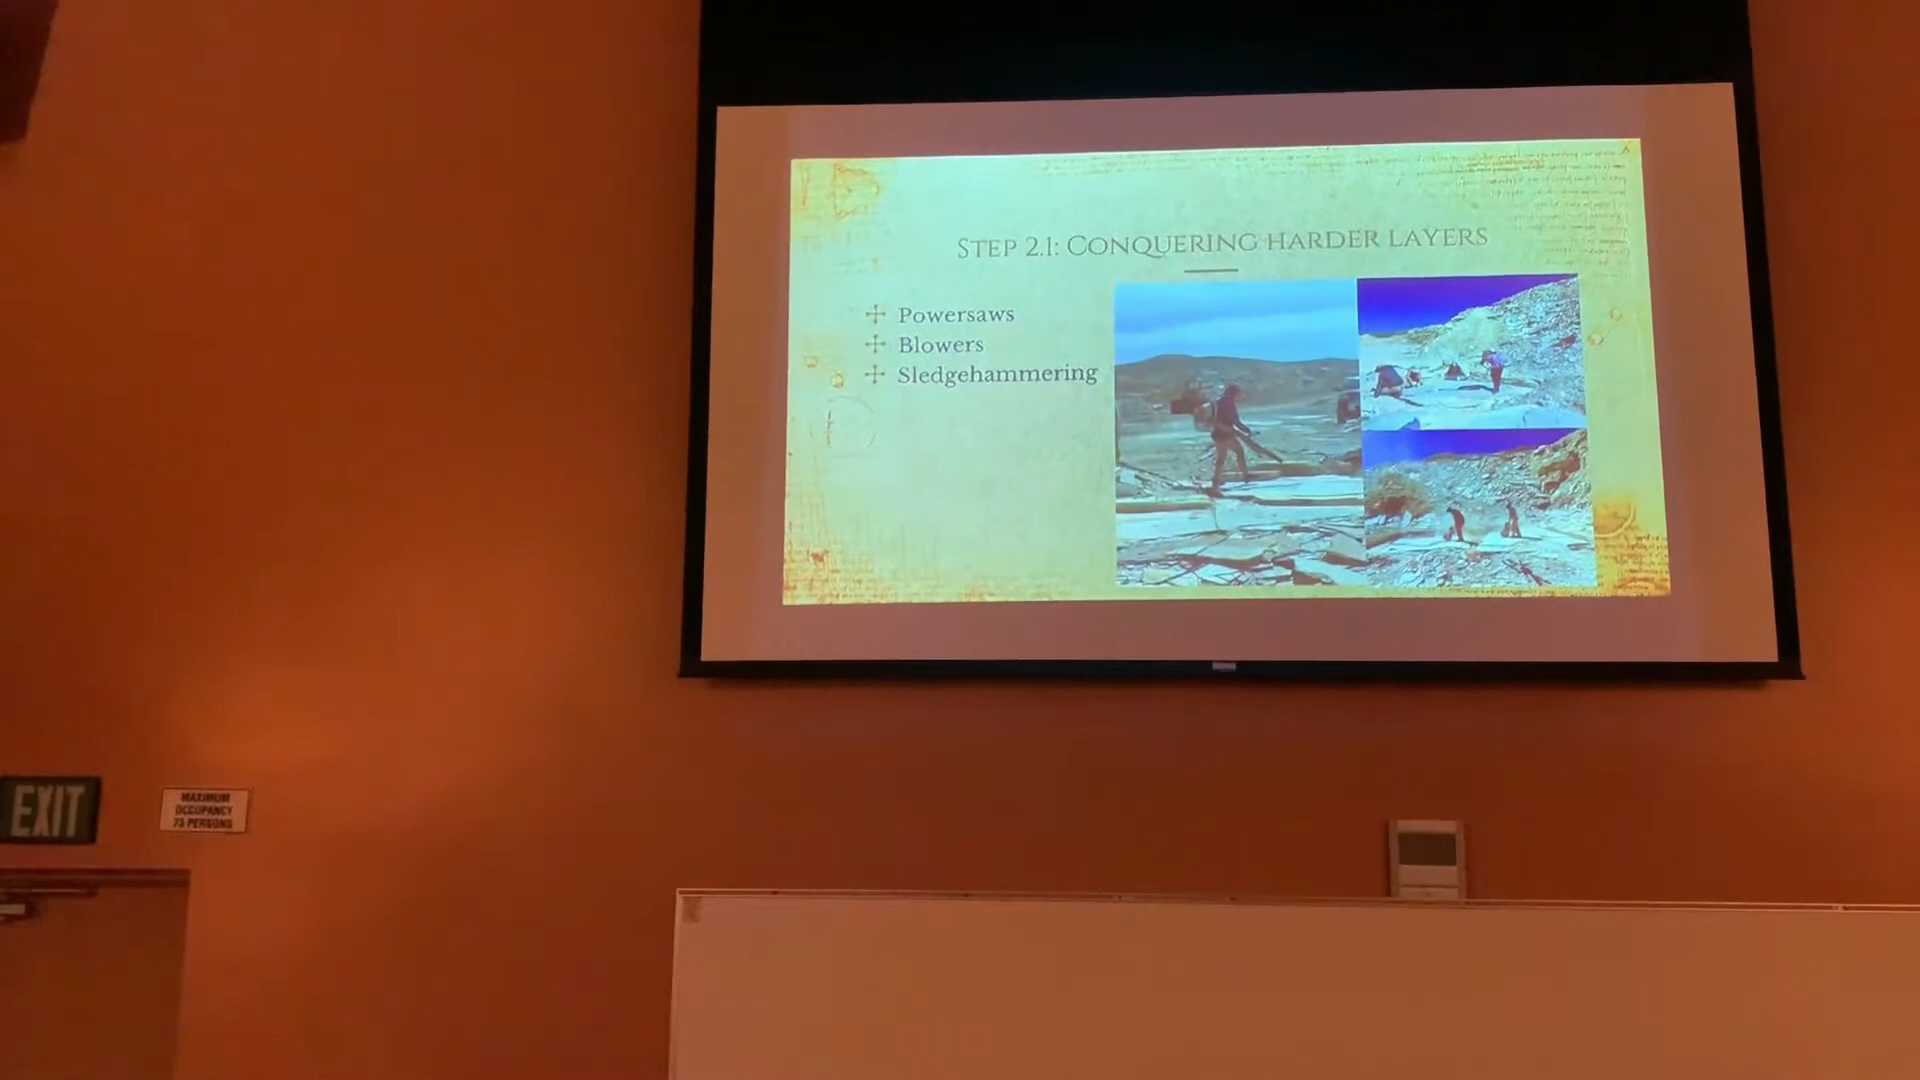 STEP 2.1: CONQUERING HARDER LAYERS
Powersaws
Blowers
Sledgehammering
EXIT
MAXIMUM
OCCUPANCY
73 PERSONS